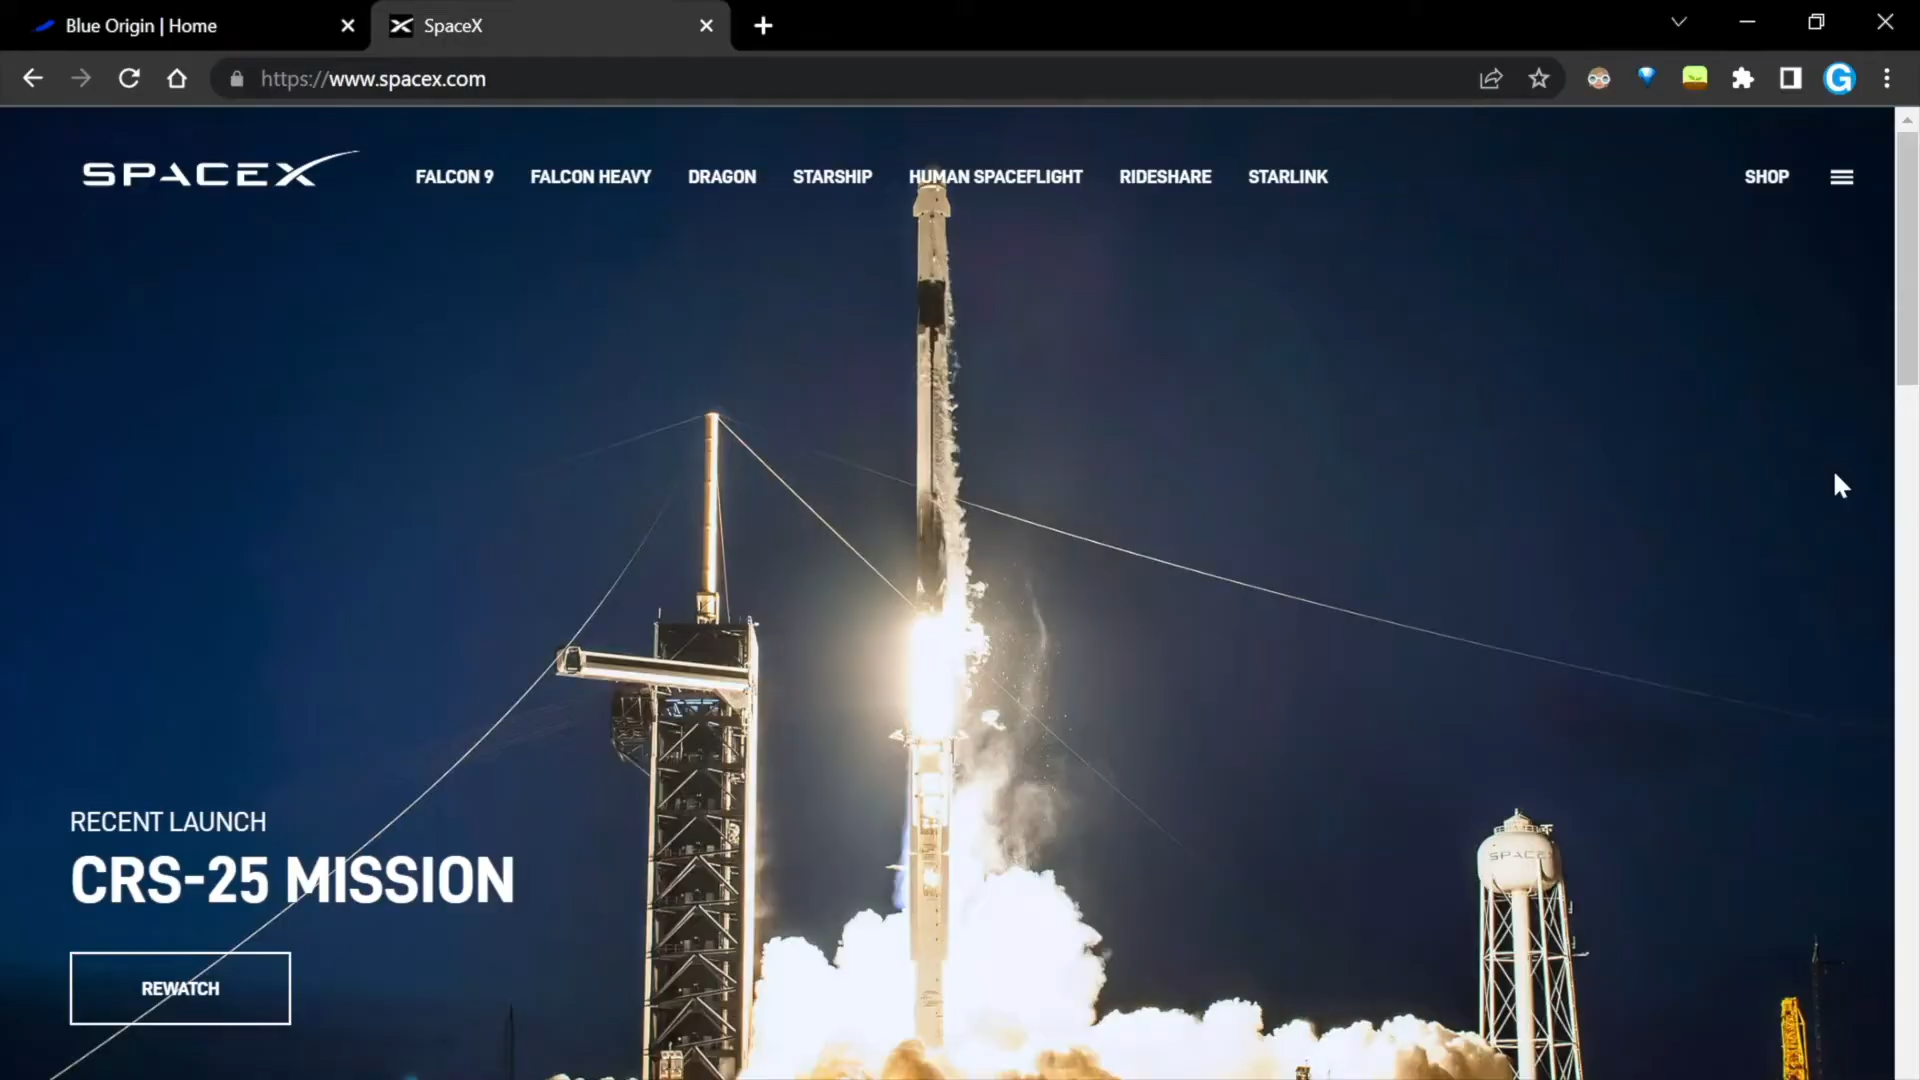 Blue Origin | Home
SpaceX
https://www.spacex.com
G
SPACEX
FALCON 9
FALCON HEAVY
DRAGON
STARSHIP
HUMAN SPACEFLIGHT
RIDESHARE
STARLINK
SHOP
SPACEX
RECENT LAUNCH
CRS-25 MISSION
REWATCH